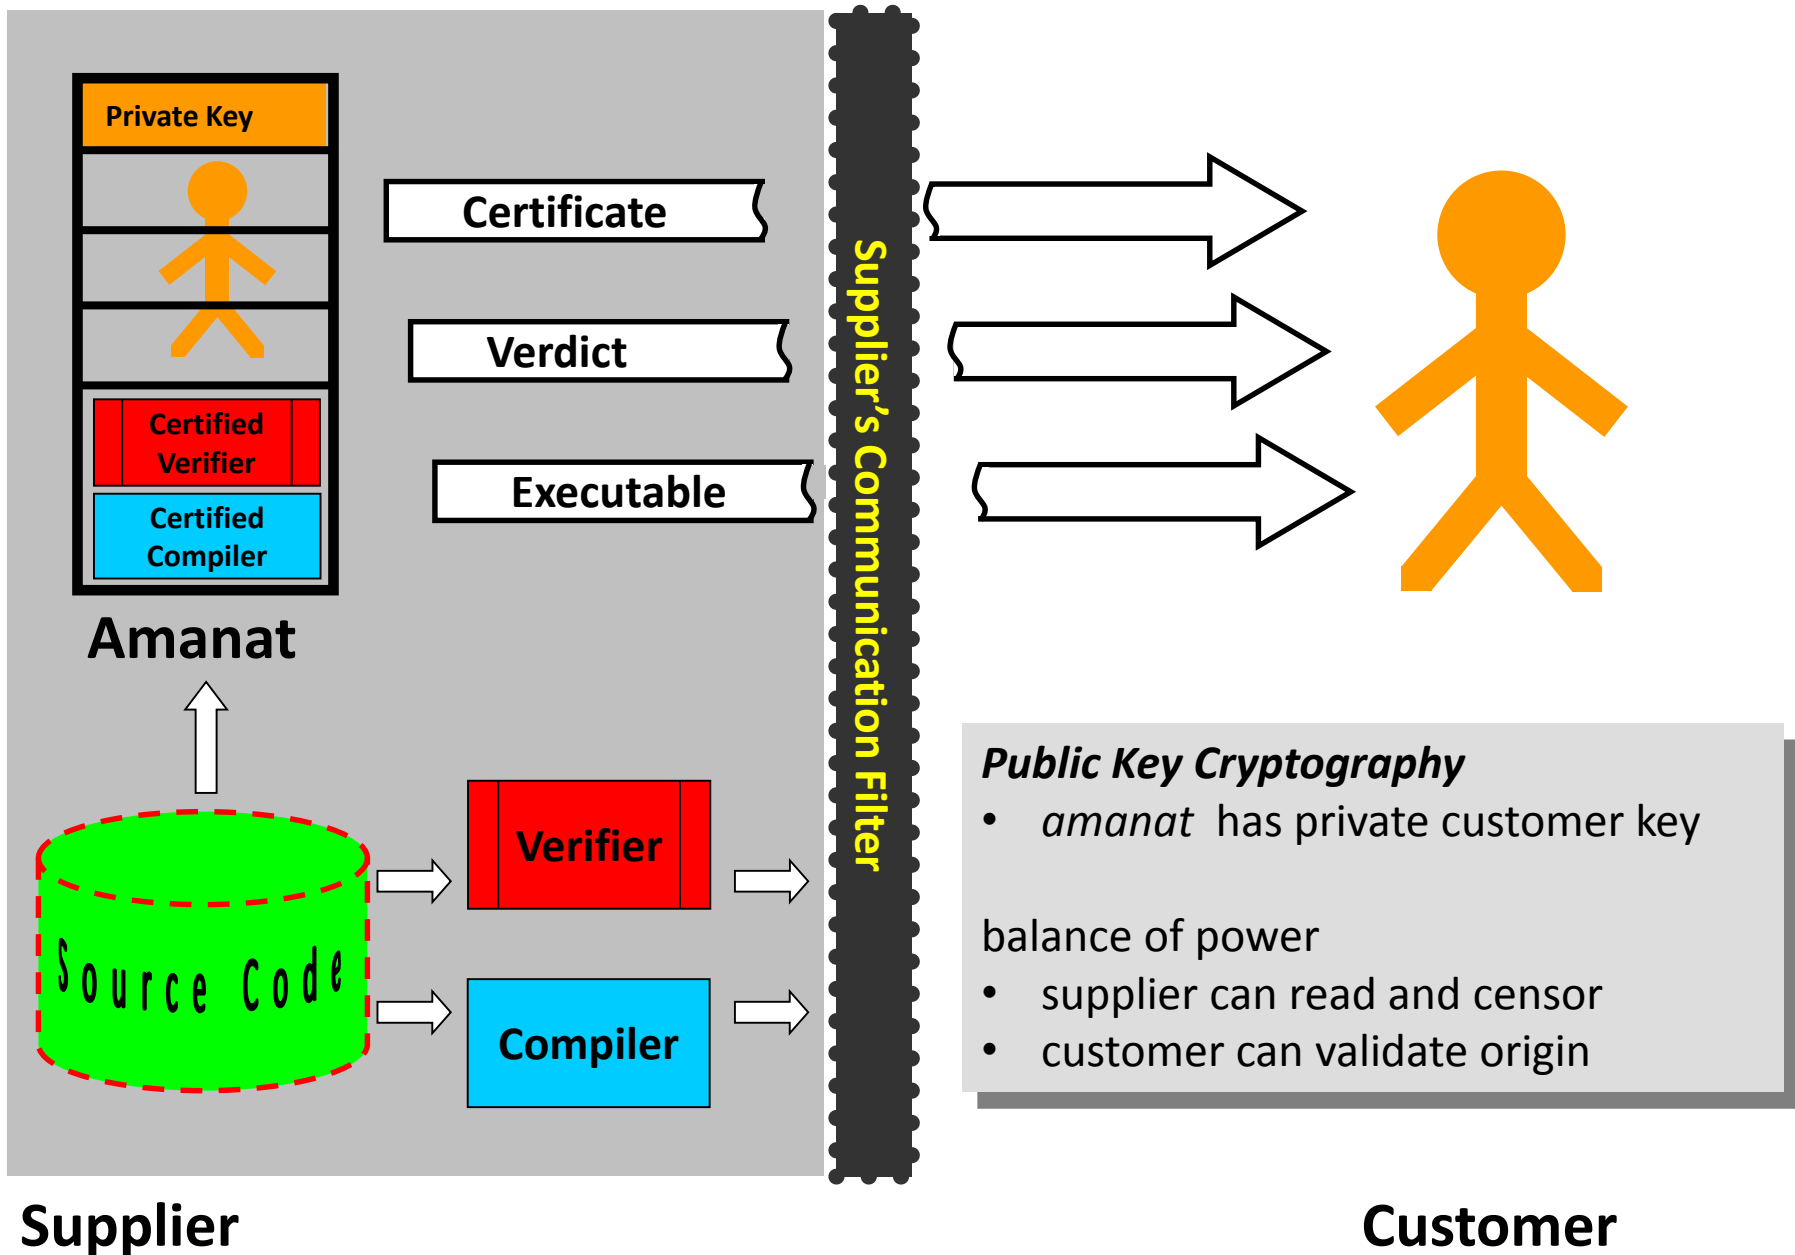 Private Key
Certified
Verifier
Certified
Compiler
Amanat
Certificate
Verdict
Executable
Supplier's Communication Filter
Source Code
Verifier
Compiler
Public Key Cryptography
• amanat has private customer key
balance of power
• supplier can read and censor
• customer can validate origin
Supplier
Customer